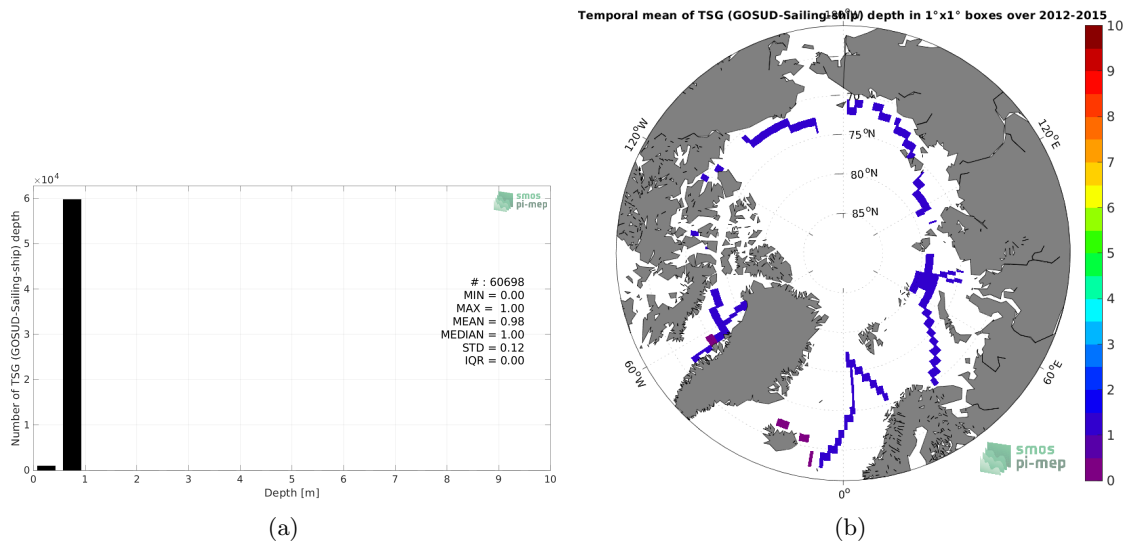 ×10⁴
6
5
4
3
2
1
0
Number of TSG (GOSUD-Sailing-ship) depth
0 1 2 3 4 5 6 7 8 9 10
Depth [m]
smos
pi-mep
# : 60698
MIN = 0.00
MAX = 1.00
MEAN = 0.98
MEDIAN = 1.00
STD = 0.12
IQR = 0.00
(a)
Temporal mean of TSG (GOSUD-Sailing-ship) depth in 1°x1° boxes over 2012-2015
180°W
120°W
120°E
75°N
80°N
85°N
60°W
60°E
0°
smos
pi-mep
10
9
8
7
6
5
4
3
2
1
0
(b)